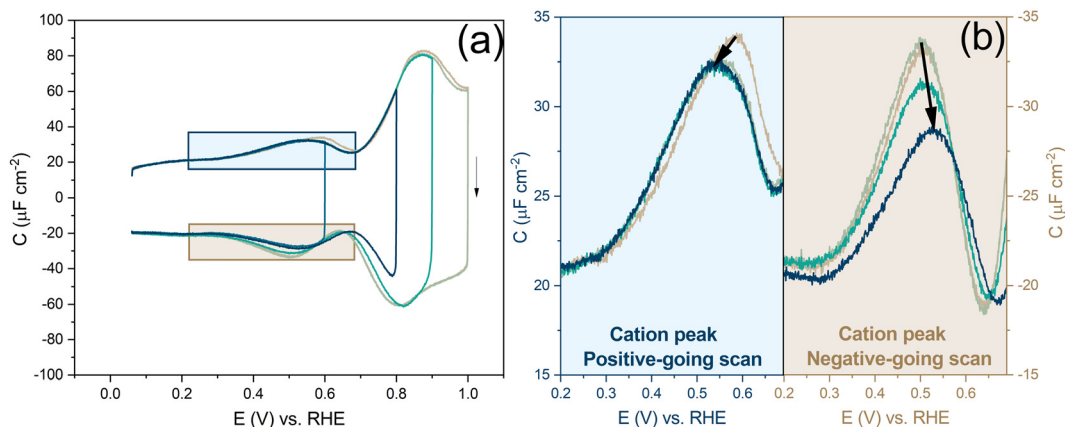 (a)
100
80
60
40
20
0
-20
-40
-60
-80
-100
C (µF cm⁻²)
0.0 0.2 0.4 0.6 0.8 1.0
E (V) vs. RHE
(b)
35
30
25
20
15
C (µF cm⁻²)
Cation peak
Positive-going scan
0.2 0.3 0.4 0.5 0.6
E (V) vs. RHE
Cation peak
Negative-going scan
0.2 0.3 0.4 0.5 0.6
E (V) vs. RHE
-35
-30
-25
-20
-15
C (µF cm⁻²)